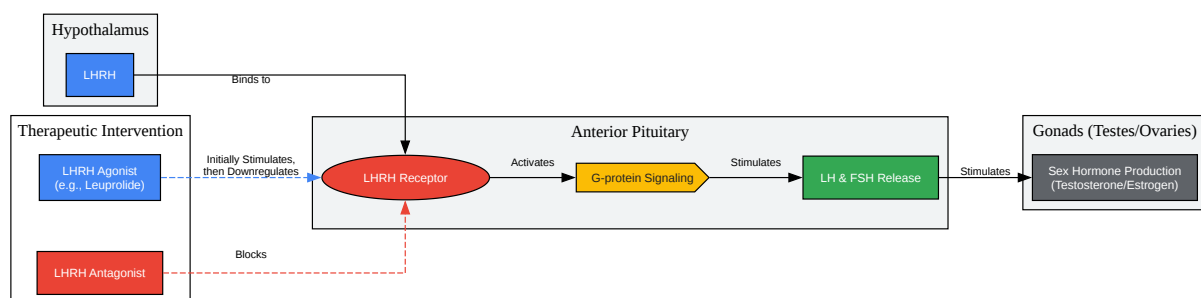 Hypothalamus
LHRH
Binds to
Therapeutic Intervention
LHRH Agonist
(e.g., Leuprolide)
Initially Stimulates,
then Downregulates
LHRH Antagonist
Blocks
Anterior Pituitary
LHRH Receptor
Activates
G-protein Signaling
Stimulates
LH & FSH Release
Stimulates
Gonads (Testes/Ovaries)
Sex Hormone Production
(Testosterone/Estrogen)